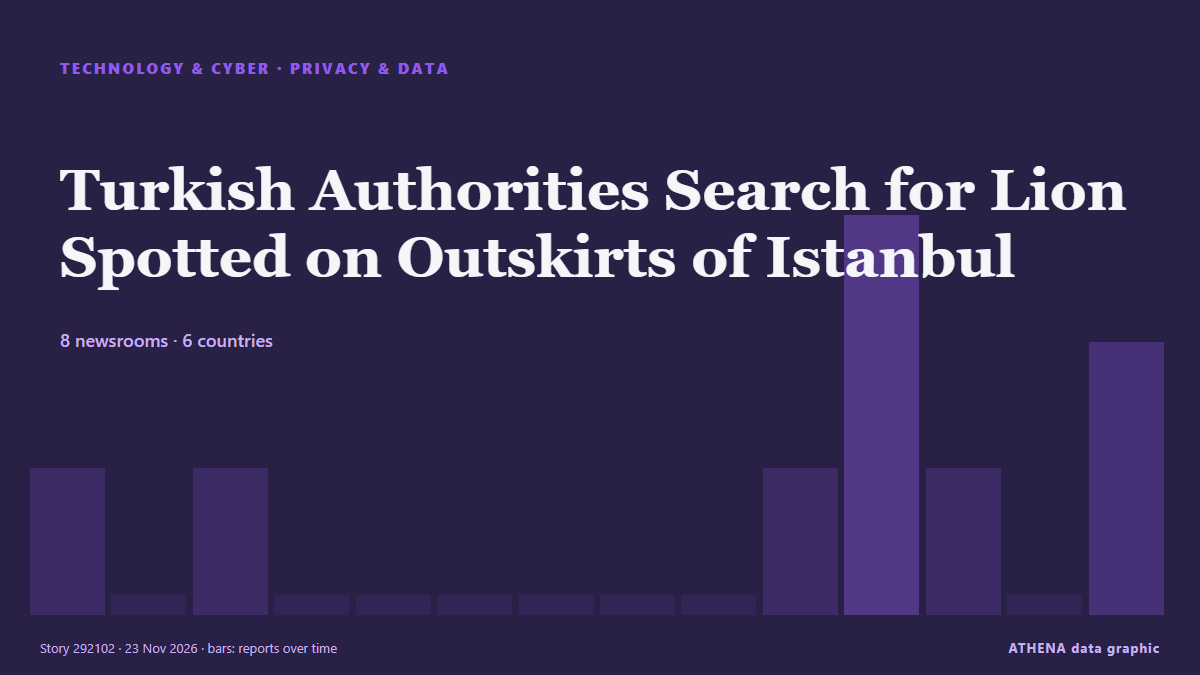 TECHNOLOGY & CYBER · PRIVACY & DATA
Turkish Authorities Search for Lion
Spotted on Outskirts of Istanbul
8 newsrooms · 6 countries
Story 292102 · 23 Nov 2026 · bars: reports over time
ATHENA data graphic